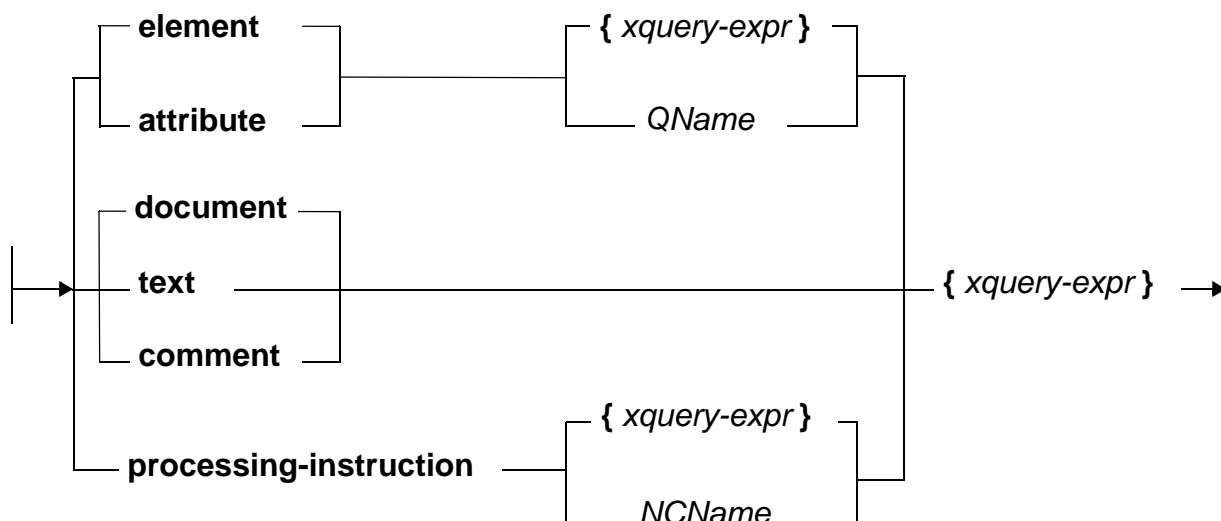 element { xquery-expr }
attribute QName
document
text { xquery-expr }
comment
{ xquery-expr }
processing-instruction
NCName